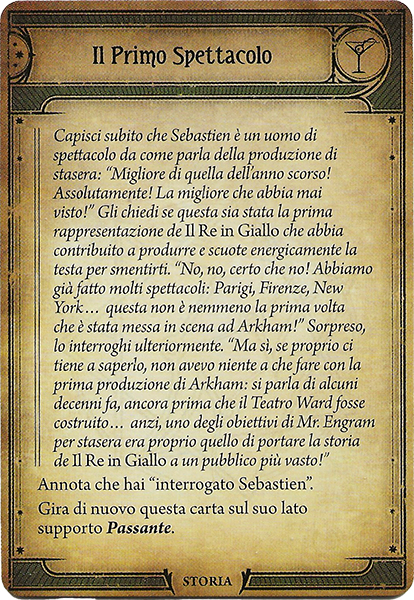 Il Primo Spettacolo
Capisci subito che Sebastien è un uomo di
spettacolo da come parla della produzione di
stasera: “Migliore di quella dell’anno scorso!
Assolutamente! La migliore che abbia mai
visto!” Gli chiedi se questa sia stata la prima
rappresentazione de Il Re in Giallo che abbia
contribuito a produrre e scuote energicamente la
testa per smentirti. “No, no, certo che no! Abbiamo
già fatto molti spettacoli: Parigi, Firenze, New
York… questa non è nemmeno la prima volta
che è stata messa in scena ad Arkham!” Sorpreso,
lo interroghi ulteriormente. “Ma sì, se proprio ci
tiene a saperlo, non avevo niente a che fare con la
prima produzione di Arkham: si parla di alcuni
decenni fa, ancora prima che il Teatro Ward fosse
costruito… anzi, uno degli obiettivi di Mr. Engram
per stasera era proprio quello di portare la storia
de Il Re in Giallo a un pubblico più vasto!”
Annota che hai “interrogato Sebastien”.
Gira di nuovo questa carta sul suo lato
supporto Passante.
STORIA